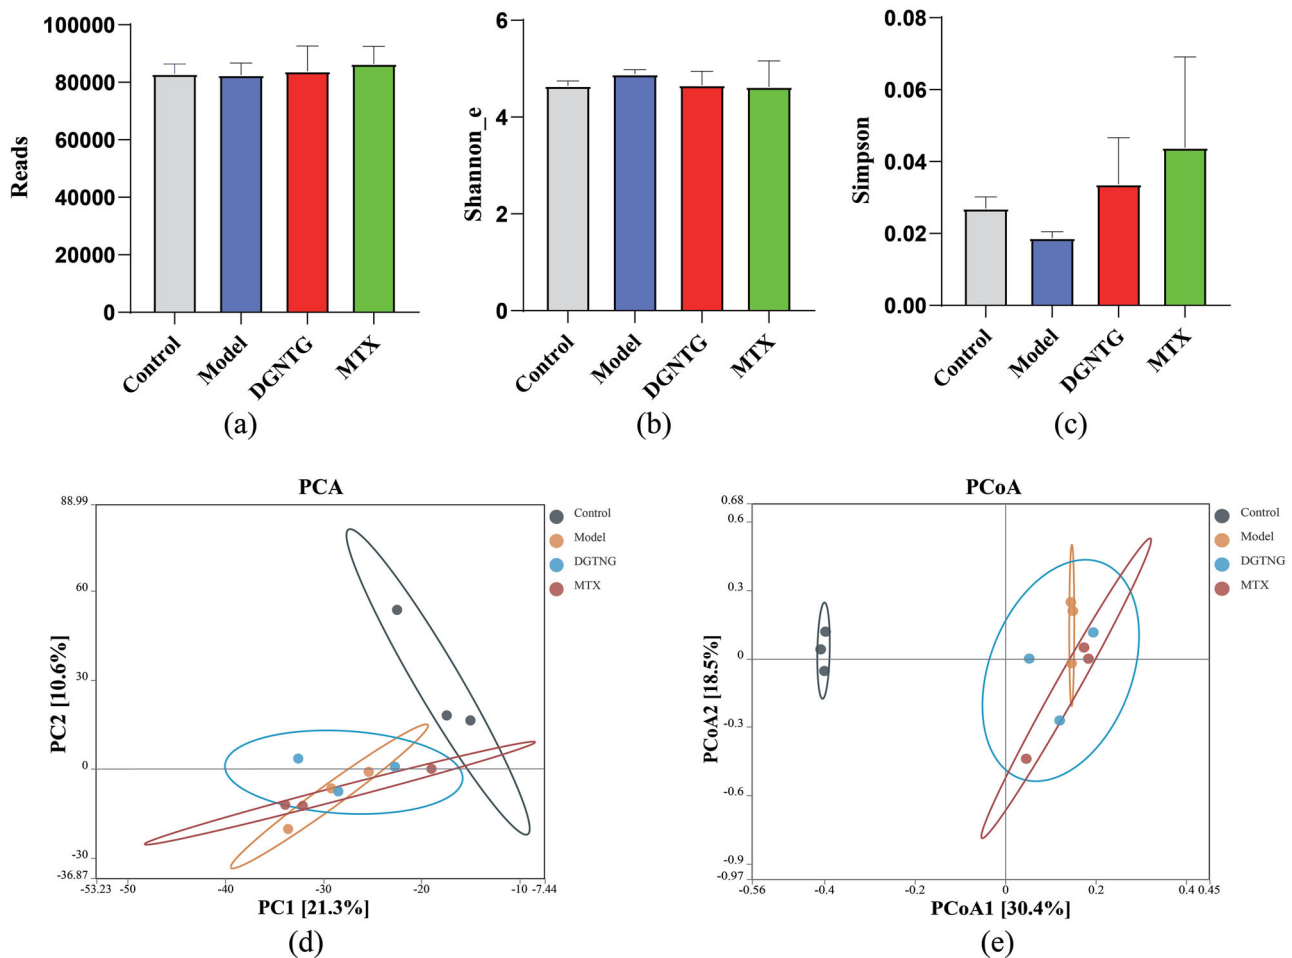 100000
80000
60000
40000
20000
0
Reads
Control
Model
DGNTG
MTX
(a)
6
4
2
0
Shannon_e
Control
Model
DGNTG
MTX
(b)
0.08
0.06
0.04
0.02
0.00
Simpson
Control
Model
DGNTG
MTX
(c)
PCA
88.99
60
30
0
-30
-36.87
PC2 [10.6%]
-53.23 -50 -40 -30 -20 -10 -7.44
PC1 [21.3%]
Control
Model
DGTNG
MTX
(d)
PCoA
0.68
0.6
0.3
0
-0.3
-0.6
-0.9
-0.97
PCoA2 [18.5%]
-0.56 -0.4 -0.2 0 0.2 0.4 0.45
PCoA1 [30.4%]
Control
Model
DGTNG
MTX
(e)